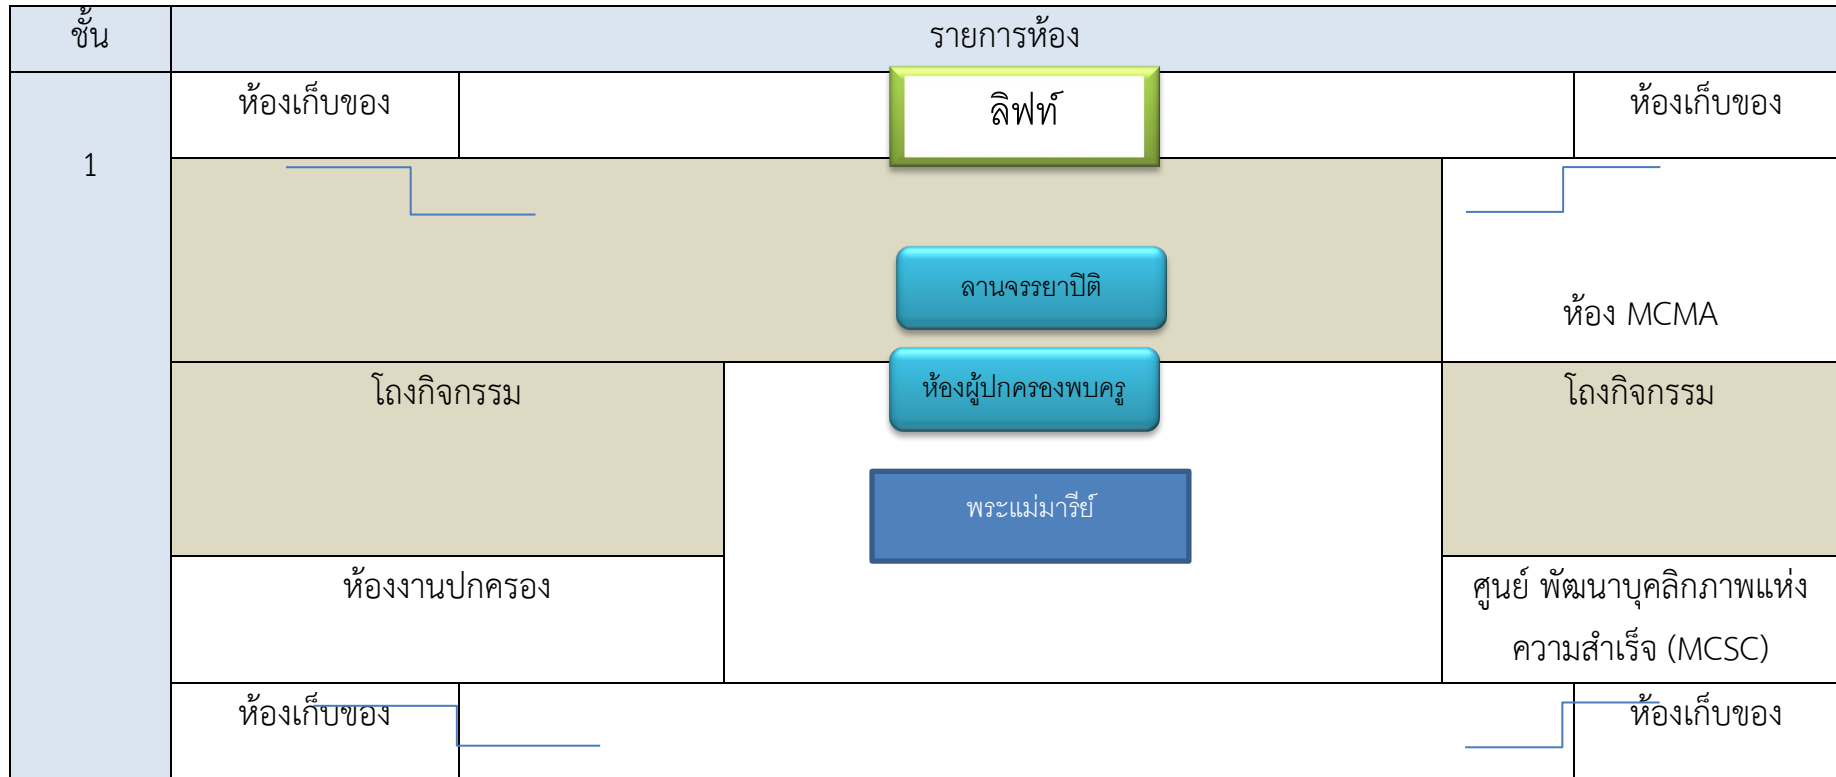 ชั้น
รายการห้อง
1
ห้องเก็บของ
ลิฟท์
ห้องเก็บของ
ลานจรรยาปีติ
ห้อง MCMA
โถงกิจกรรม
ห้องผู้ปกครองพบครู
โถงกิจกรรม
พระแม่มารีย์
ห้องงานปกครอง
ศูนย์ พัฒนาบุคลิกภาพแห่ง
ความสำเร็จ (MCSC)
ห้องเก็บของ
ห้องเก็บของ